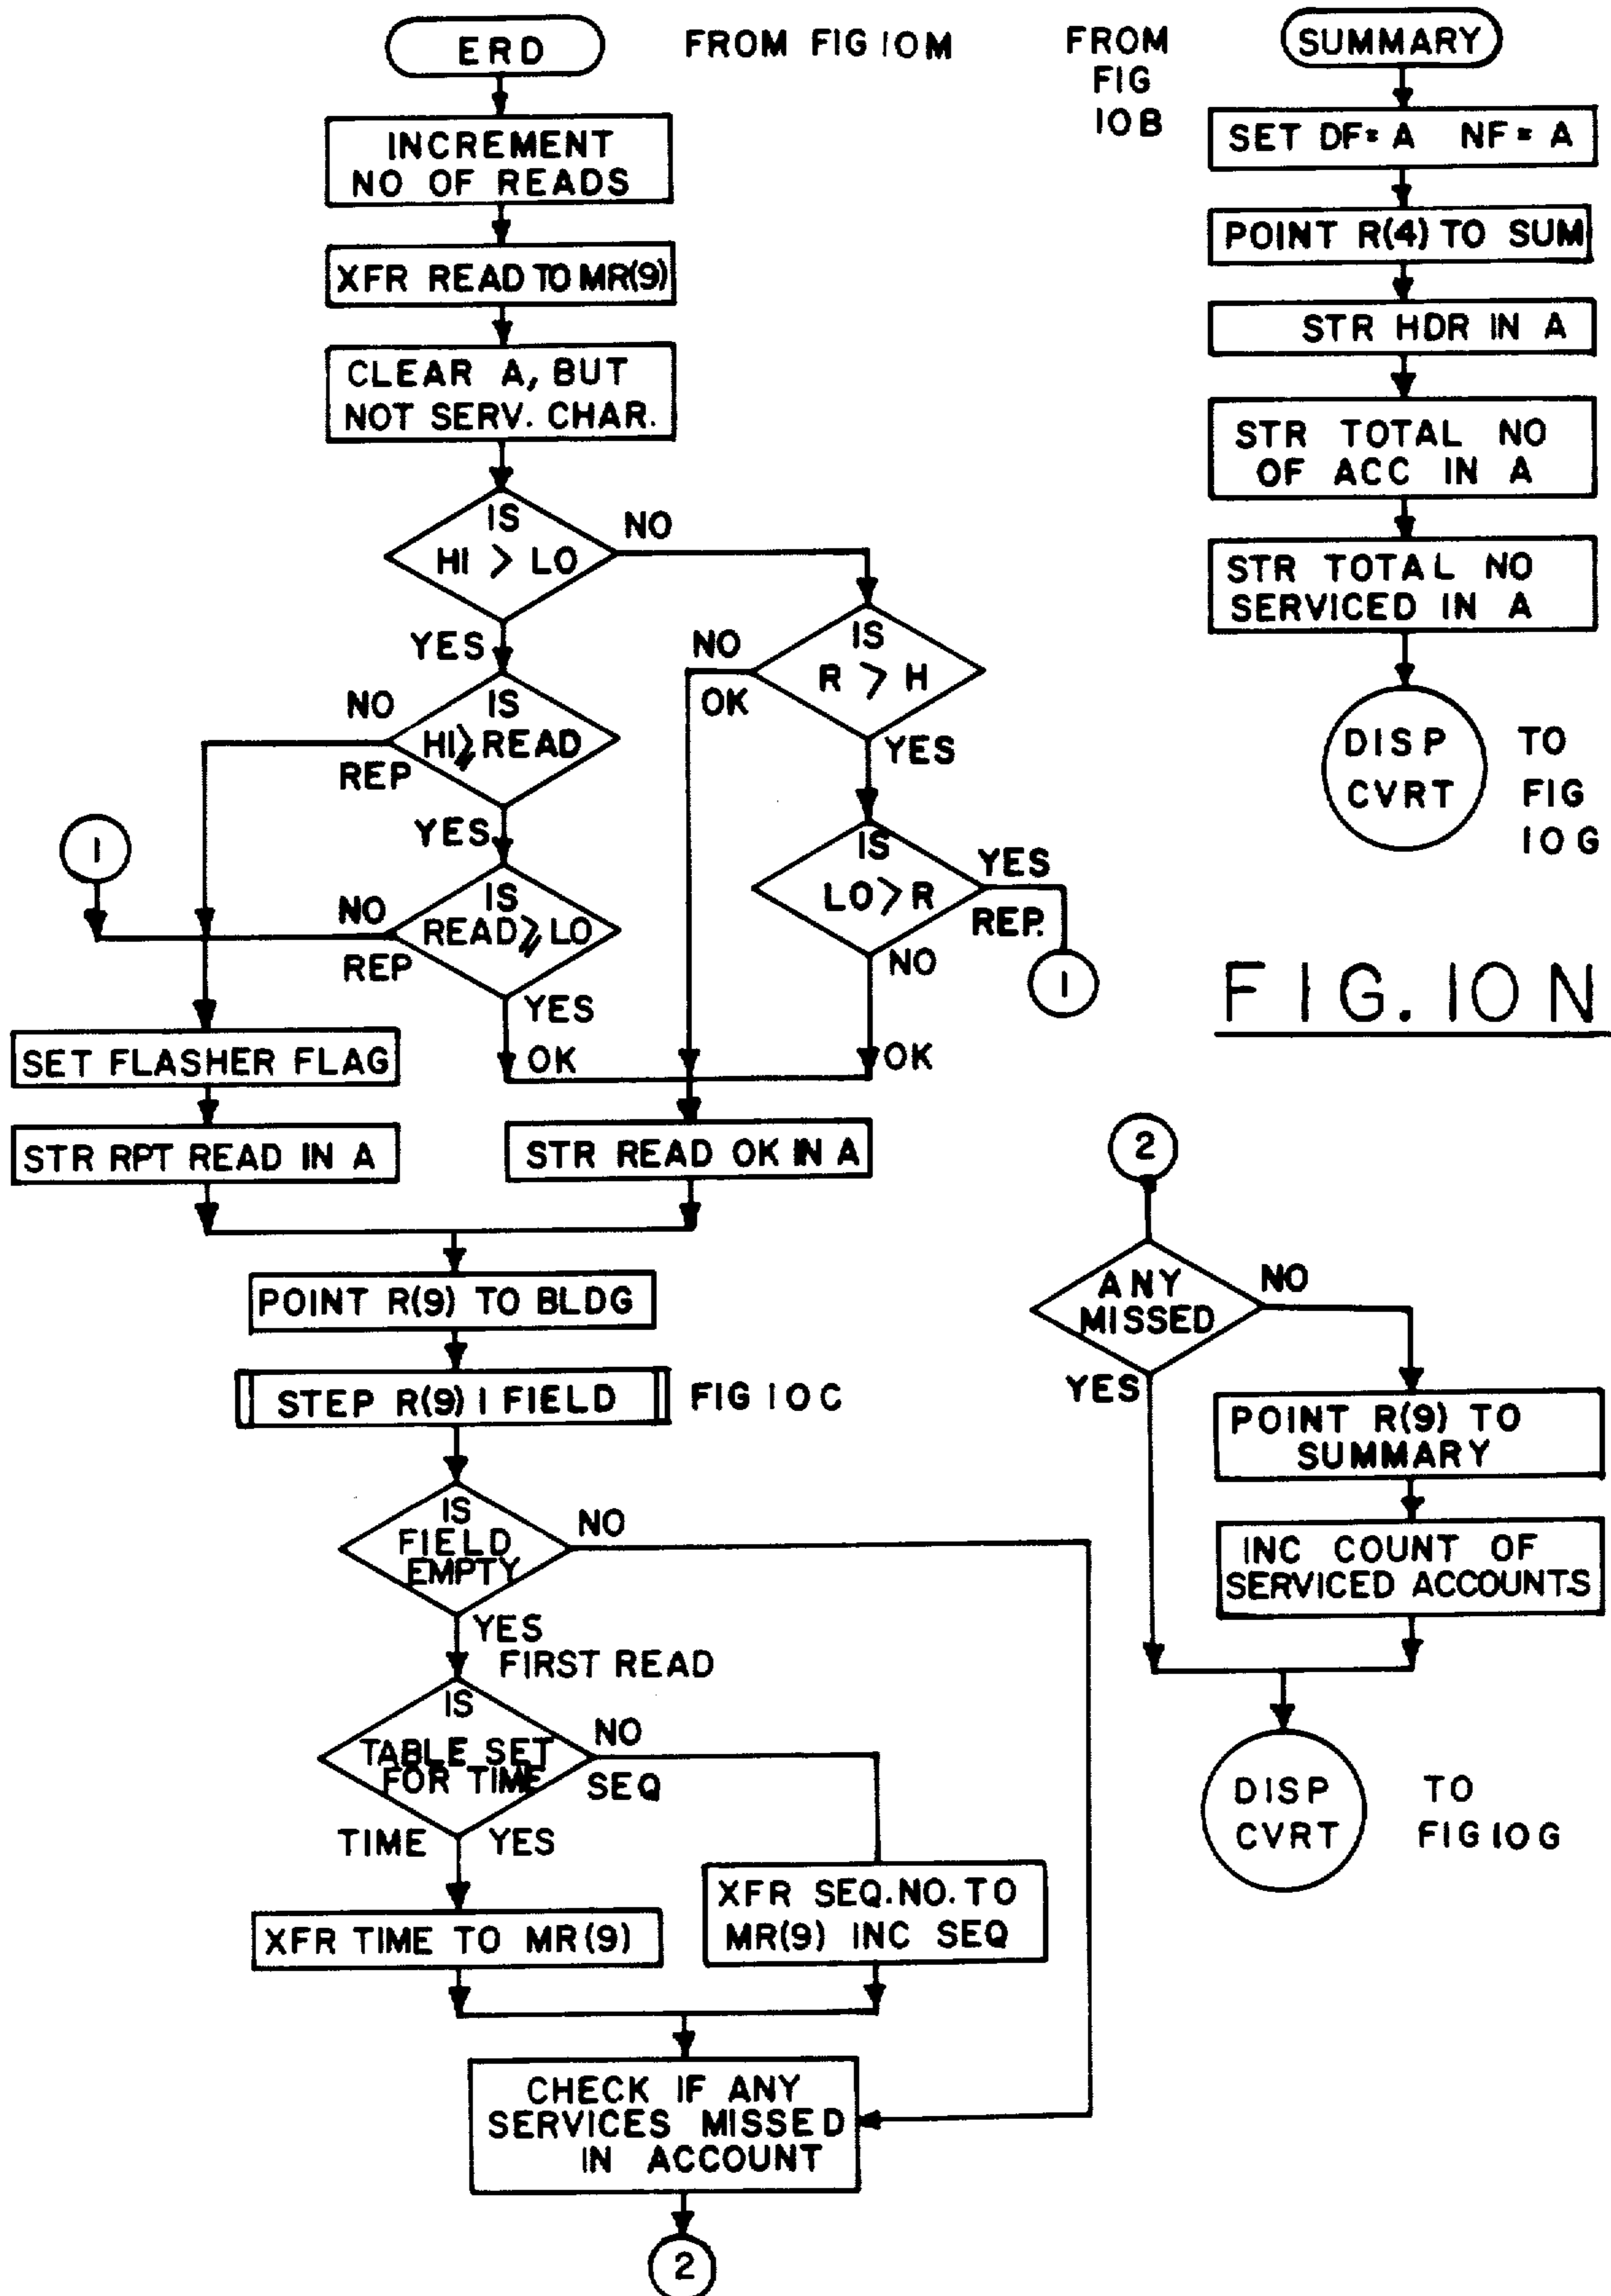 ERD
FROM FIG 10M
INCREMENT
NO OF READS
XFR READ TO MR(9)
CLEAR A, BUT
NOT SERV. CHAR.
IS
HI > LO
NO
YES
IS
HI ≥ READ
NO
REP
YES
1
IS
READ ≥ LO
NO
REP
YES
OK
IS
R > H
NO
OK
YES
IS
LO > R
YES
REP.
NO
1
OK
SET FLASHER FLAG
STR RPT READ IN A
STR READ OK IN A
POINT R(9) TO BLDG
STEP R(9) 1 FIELD
FIG 10C
IS
FIELD
EMPTY
NO
YES
FIRST READ
IS
TABLE SET
FOR TIME
NO
SEQ
TIME YES
XFR TIME TO MR(9)
XFR SEQ. NO. TO
MR(9) INC SEQ
CHECK IF ANY
SERVICES MISSED
IN ACCOUNT
2
FROM
FIG
10B
SUMMARY
SET DF = A NF = A
POINT R(4) TO SUM
STR HDR IN A
STR TOTAL NO
OF ACC IN A
STR TOTAL NO
SERVICED IN A
DISP
CVRT
TO
FIG
10G
FIG. 10N
2
ANY
MISSED
NO
YES
POINT R(9) TO
SUMMARY
INC COUNT OF
SERVICED ACCOUNTS
DISP
CVRT
TO
FIG 10G